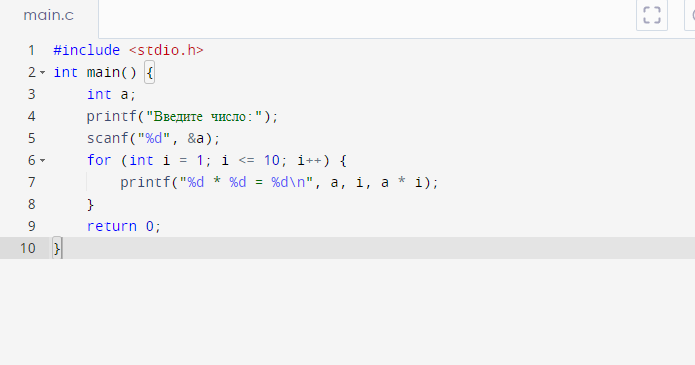 main.c
1 #include <stdio.h>
2 int main() {
3     int a;
4     printf("Введите число:");
5     scanf("%d", &a);
6     for (int i = 1; i <= 10; i++) {
7         printf("%d * %d = %d\n", a, i, a * i);
8     }
9     return 0;
10 }